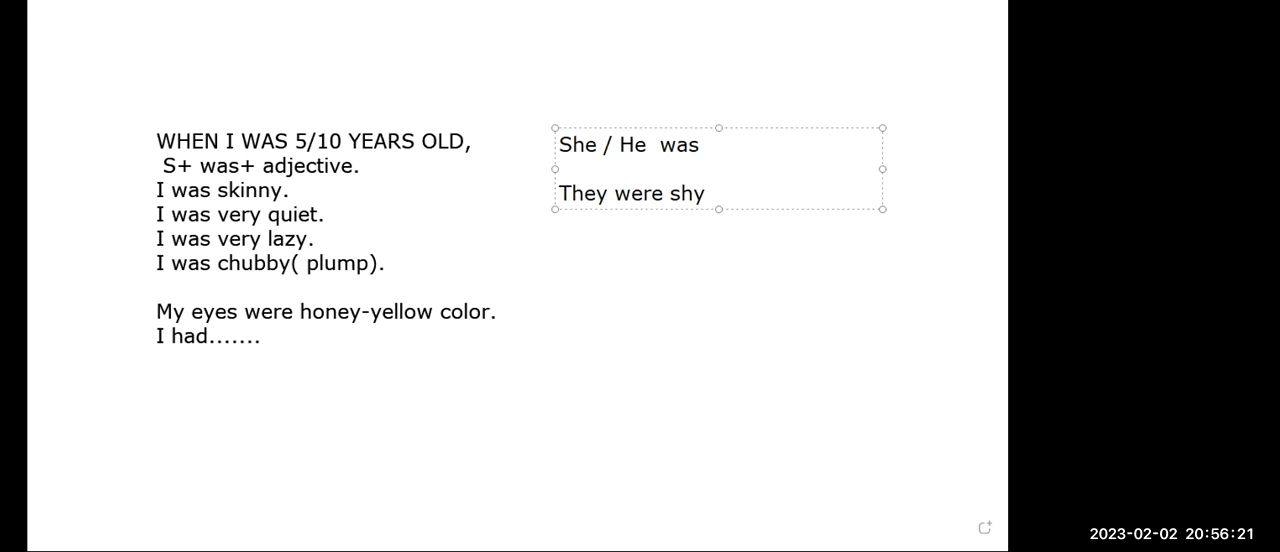 WHEN I WAS 5/10 YEARS OLD,
S+ was+ adjective.
I was skinny.
I was very quiet.
I was very lazy.
I was chubby( plump).
My eyes were honey-yellow color.
I had.......
She / He  was
They were shy
2023-02-02 20:56:21